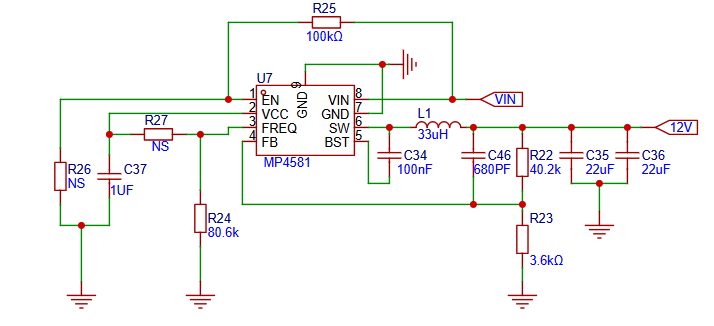 R25
100kΩ
U7
1
2
3
4
EN
VCC
FREQ
FB
GND
9
VIN
GND
SW
BST
8
7
6
5
MP4581
VIN
L1
33uH
12V
R27
NS
R26
NS
C37
1UF
R24
80.6k
C34
100nF
C46
680PF
R22
40.2k
C35
22uF
C36
22uF
R23
3.6kΩ